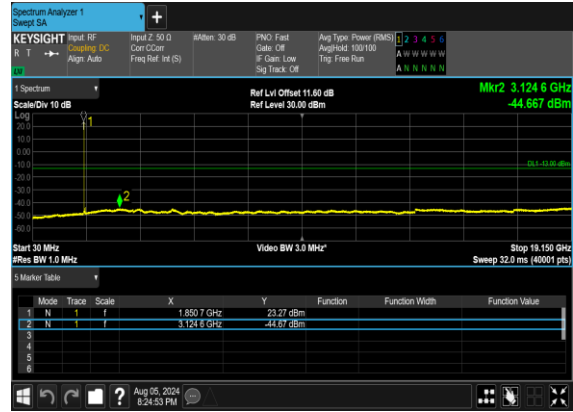 Spectrum Analyzer 1
Swept SA
+
KEYSIGHT Input: RF Input Z: 50 Ω #Atten: 30 dB PNO: Fast Avg Type: Power (RMS) 1 2 3 4 5 6
R T Coupling: DC Corr CCorr Gate: Off Avg|Hold: 100/100 A W W W W W
Align: Auto Freq Ref: Int (S) IF Gain: Low Trig: Free Run
LXI Sig Track: Off A N N N N N
1 Spectrum Ref Lvl Offset 11.60 dB Mkr2 3.124 6 GHz
Scale/Div 10 dB Ref Level 30.00 dBm -44.667 dBm
Log
1
20.0
10.0
0.00
-10.0 DL1 -13.00 dBm
-20.0
-30.0
-40.0 2
-50.0
-60.0
Start 30 MHz Video BW 3.0 MHz* Stop 19.150 GHz
#Res BW 1.0 MHz Sweep 32.0 ms (40001 pts)
5 Marker Table
Mode Trace Scale X Y Function Function Width Function Value
1 N 1 f 1.850 7 GHz 23.27 dBm
2 N 1 f 3.124 6 GHz -44.67 dBm
3
4
5
6
? Aug 05, 2024
8:24:53 PM